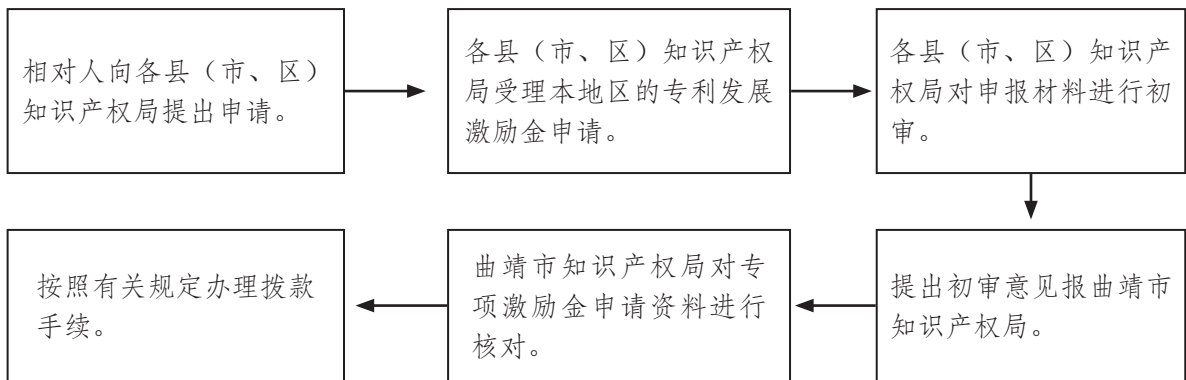 相对人向各县（市、区）
知识产权局提出申请。
各县（市、区）知识产权
局受理本地区的专利发展
激励金申请。
各县（市、区）知识产
权局对申报材料进行初
审。
提出初审意见报曲靖市
知识产权局。
曲靖市知识产权局对专
项激励金申请资料进行
核对。
按照有关规定办理拨款
手续。